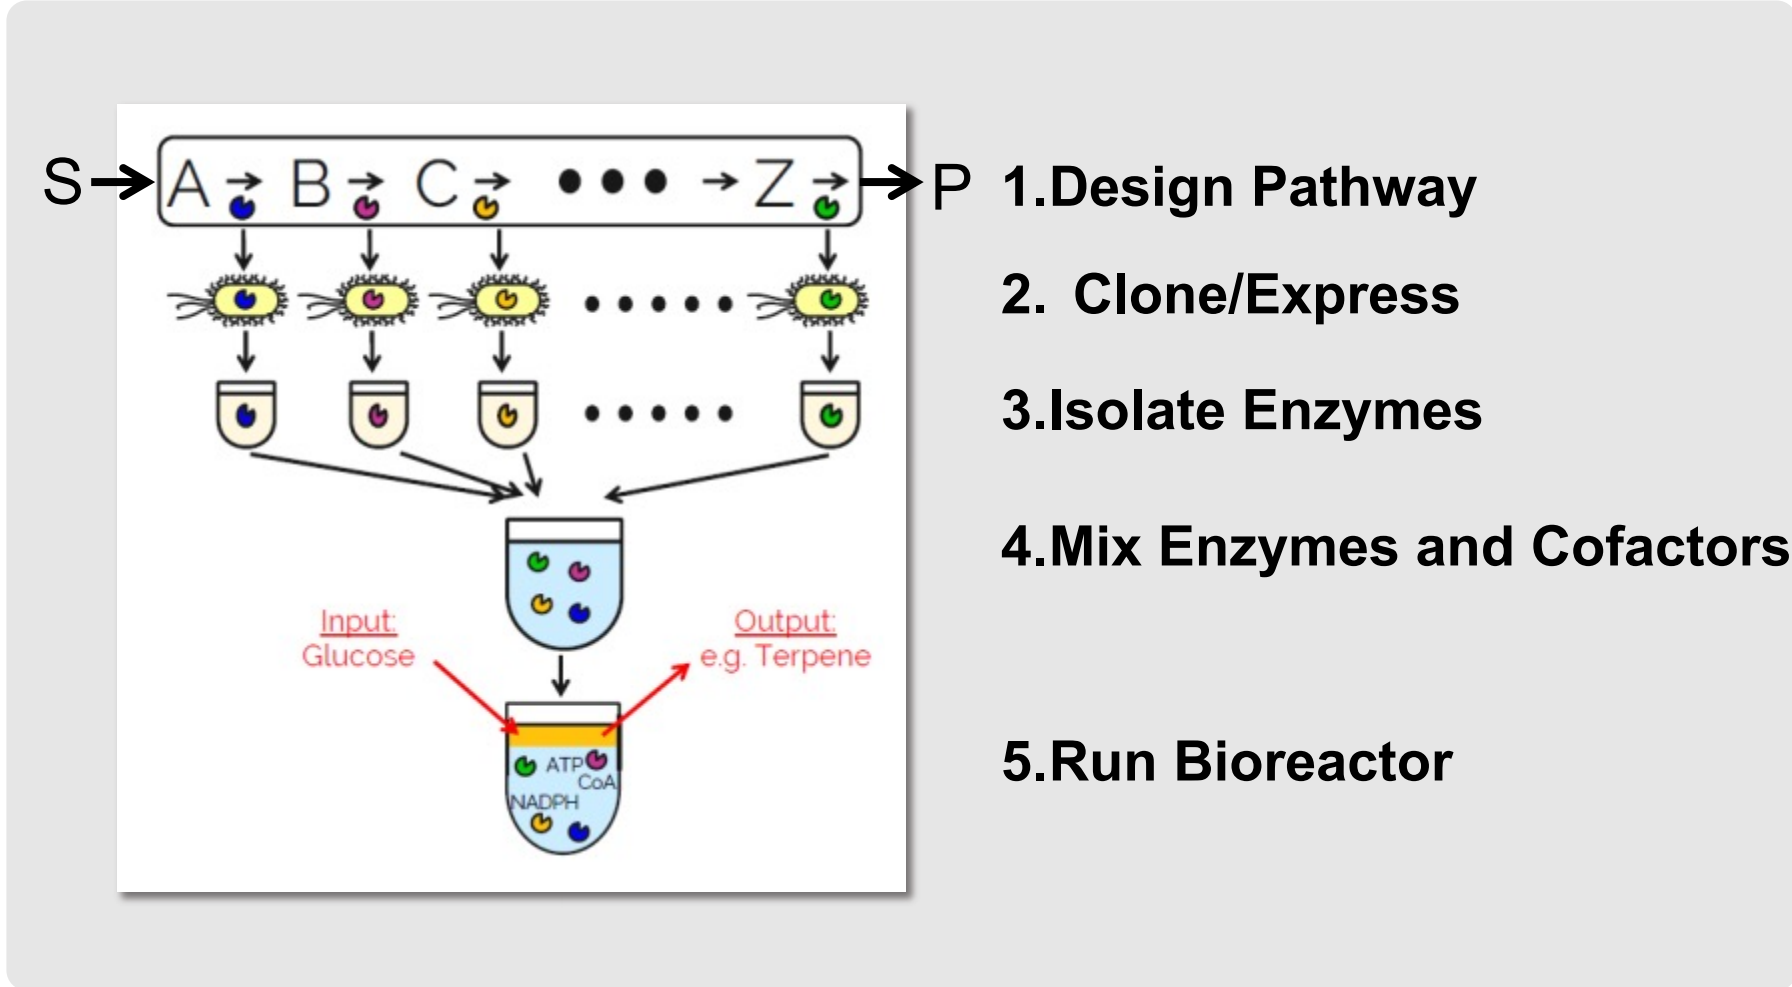 S A B C Z P
1.Design Pathway
2. Clone/Express
3.Isolate Enzymes
4.Mix Enzymes and Cofactors
Input:
Glucose
Output:
e.g. Terpene
ATP
CoA
NADPH
5.Run Bioreactor